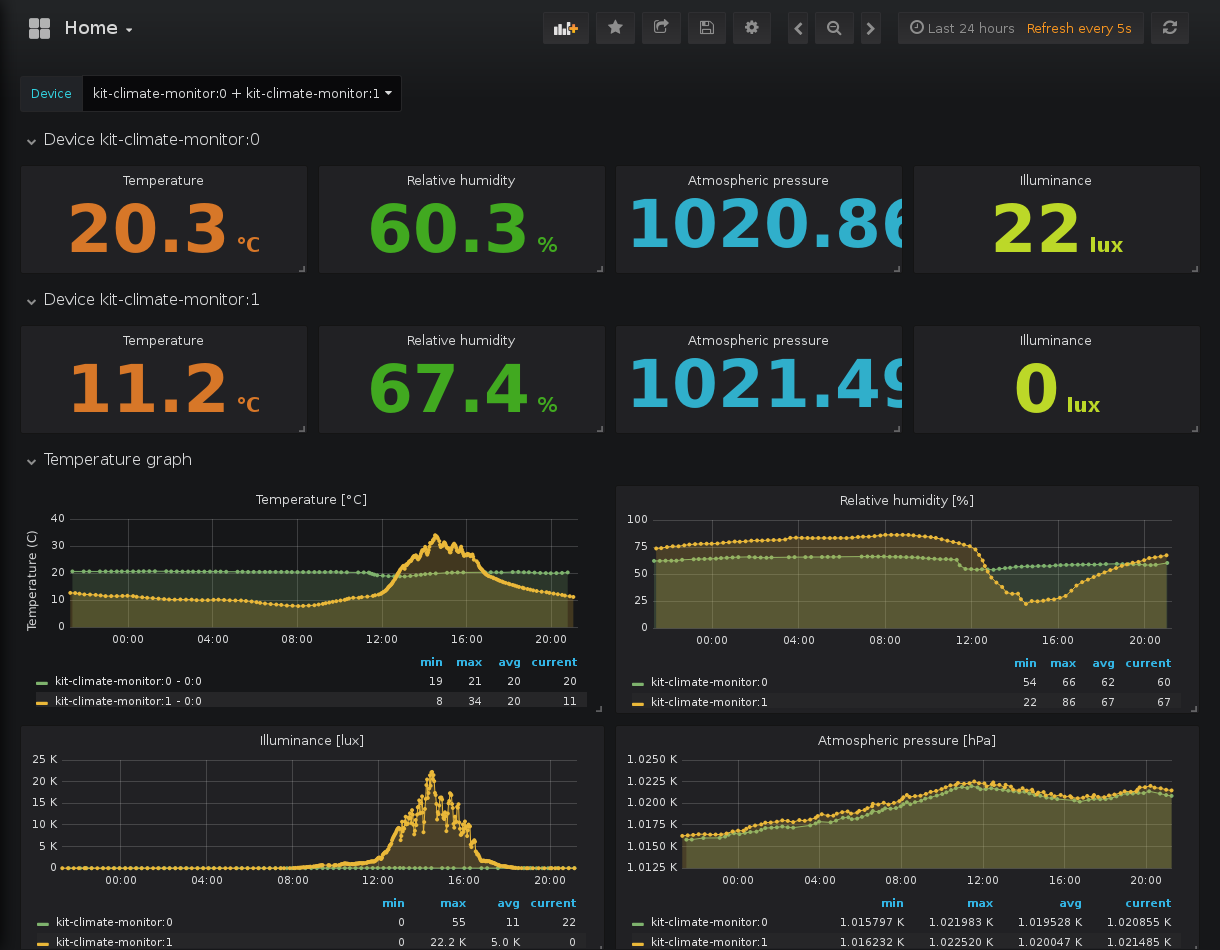 Home
Last 24 hours Refresh every 5s
Device kit-climate-monitor:0 + kit-climate-monitor:1
Device kit-climate-monitor:0
Temperature Relative humidity Atmospheric pressure Illuminance
20.3 °C 60.3 % 1020.86 22 lux
Device kit-climate-monitor:1
Temperature Relative humidity Atmospheric pressure Illuminance
11.2 °C 67.4 % 1021.49 0 lux
Temperature graph
Temperature [°C]
Temperature (C)
40
30
20
10
0
00:00 04:00 08:00 12:00 16:00 20:00
min max avg current
kit-climate-monitor:0 - 0:0 19 21 20 20
kit-climate-monitor:1 - 0:0 8 34 20 11
Relative humidity [%]
100
75
50
25
0
00:00 04:00 08:00 12:00 16:00 20:00
min max avg current
kit-climate-monitor:0 54 66 62 60
kit-climate-monitor:1 22 86 67 67
Illuminance [lux]
25 K
20 K
15 K
10 K
5 K
0
00:00 04:00 08:00 12:00 16:00 20:00
min max avg current
kit-climate-monitor:0 0 55 11 22
kit-climate-monitor:1 0 22.2 K 5.0 K 0
Atmospheric pressure [hPa]
1.0250 K
1.0225 K
1.0200 K
1.0175 K
1.0150 K
1.0125 K
00:00 04:00 08:00 12:00 16:00 20:00
min max avg current
kit-climate-monitor:0 1.015797 K 1.021983 K 1.019528 K 1.020855 K
kit-climate-monitor:1 1.016232 K 1.022520 K 1.020047 K 1.021485 K